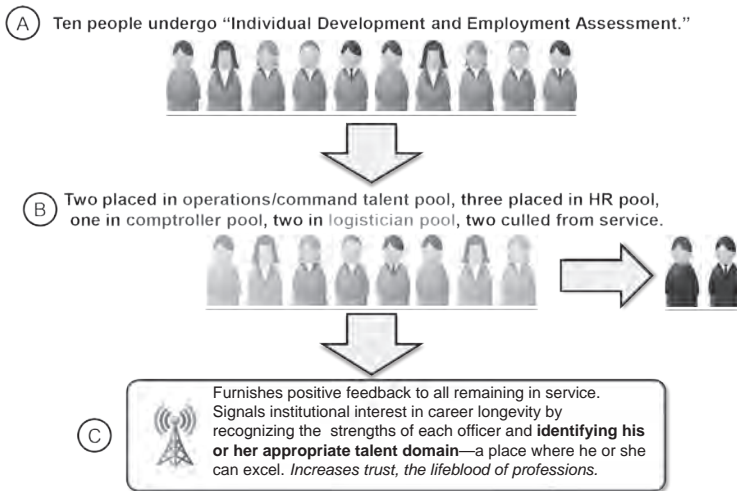 A Ten people undergo “Individual Development and Employment Assessment.”
B Two placed in operations/command talent pool, three placed in HR pool,
one in comptroller pool, two in logistician pool, two culled from service.
C
Furnishes positive feedback to all remaining in service.
Signals institutional interest in career longevity by
recognizing the strengths of each officer and identifying his
or her appropriate talent domain—a place where he or she
can excel. Increases trust, the lifeblood of professions.